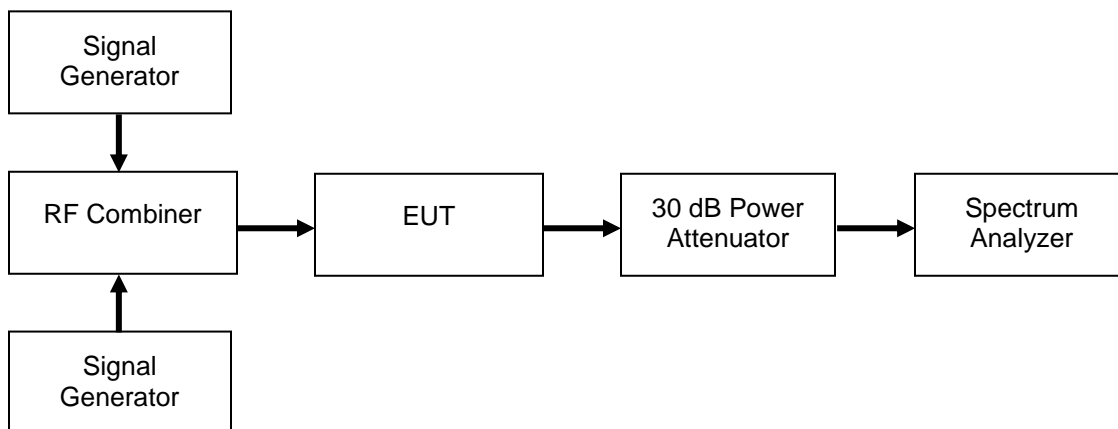 Signal
Generator
RF Combiner
EUT
30 dB Power
Attenuator
Spectrum
Analyzer
Signal
Generator